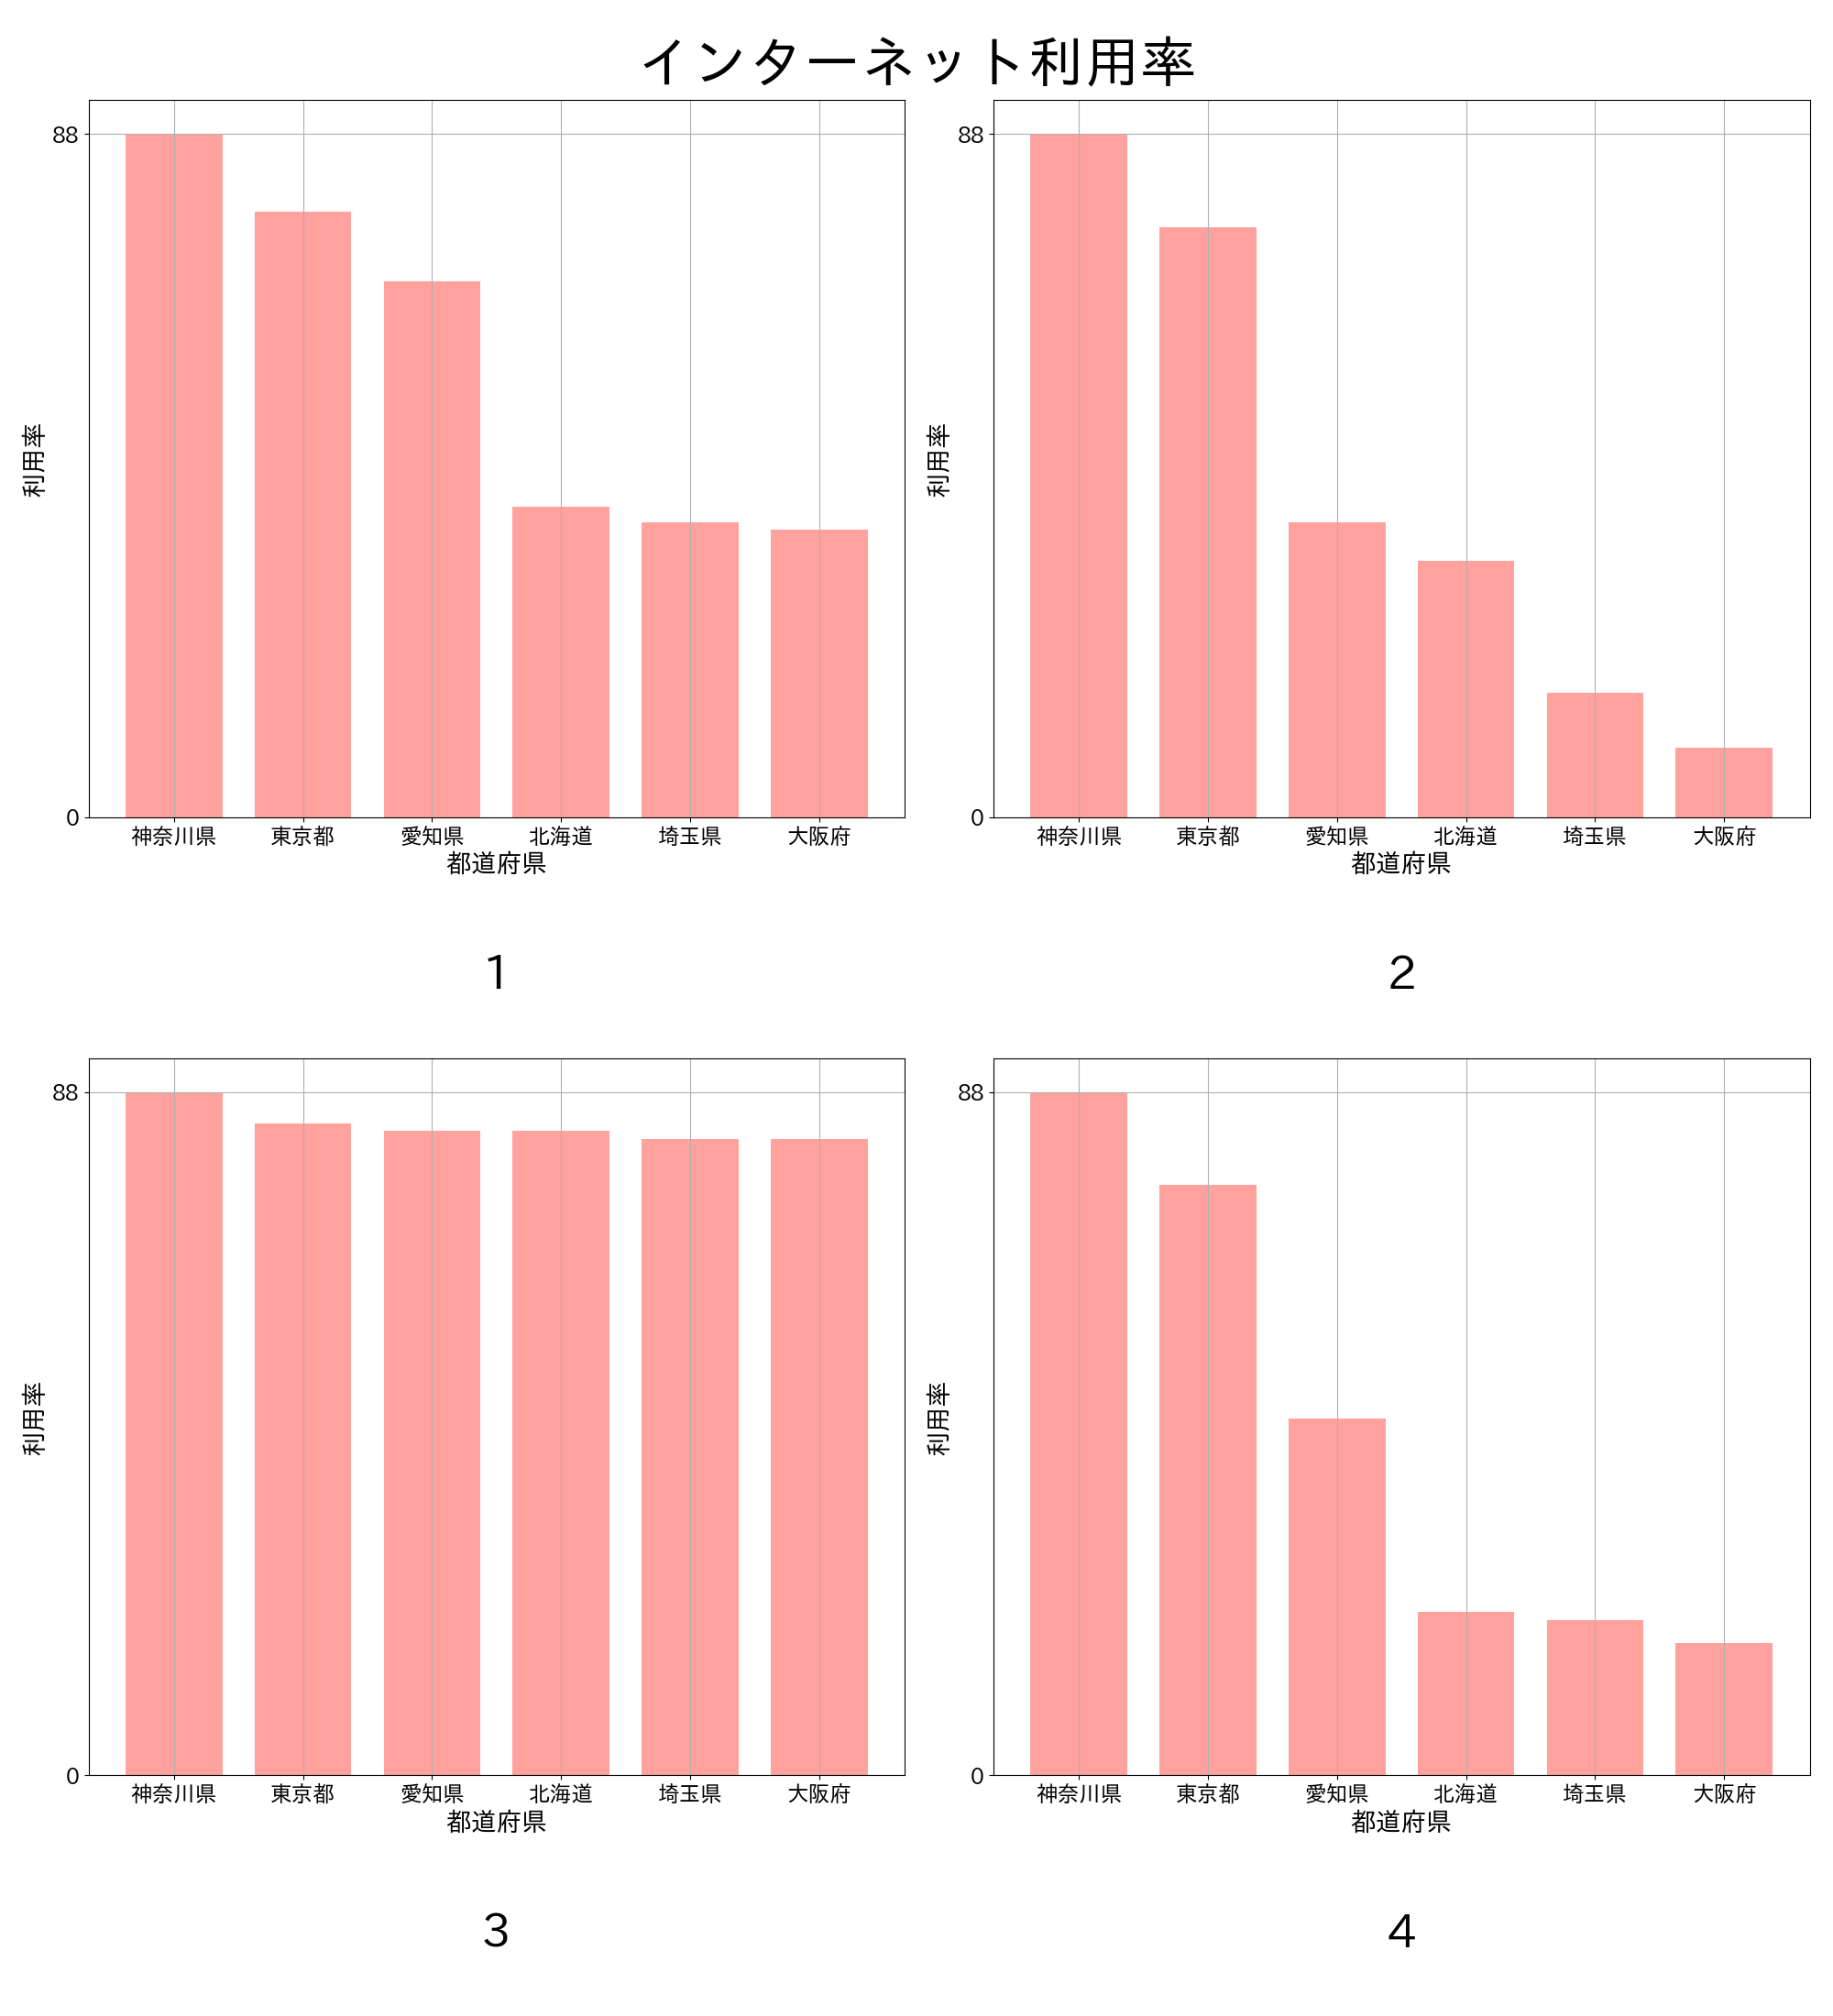 インターネット利用率
88
0
利用率
神奈川県 東京都 愛知県 北海道 埼玉県 大阪府
都道府県
1
88
0
利用率
神奈川県 東京都 愛知県 北海道 埼玉県 大阪府
都道府県
2
88
0
利用率
神奈川県 東京都 愛知県 北海道 埼玉県 大阪府
都道府県
3
88
0
利用率
神奈川県 東京都 愛知県 北海道 埼玉県 大阪府
都道府県
4